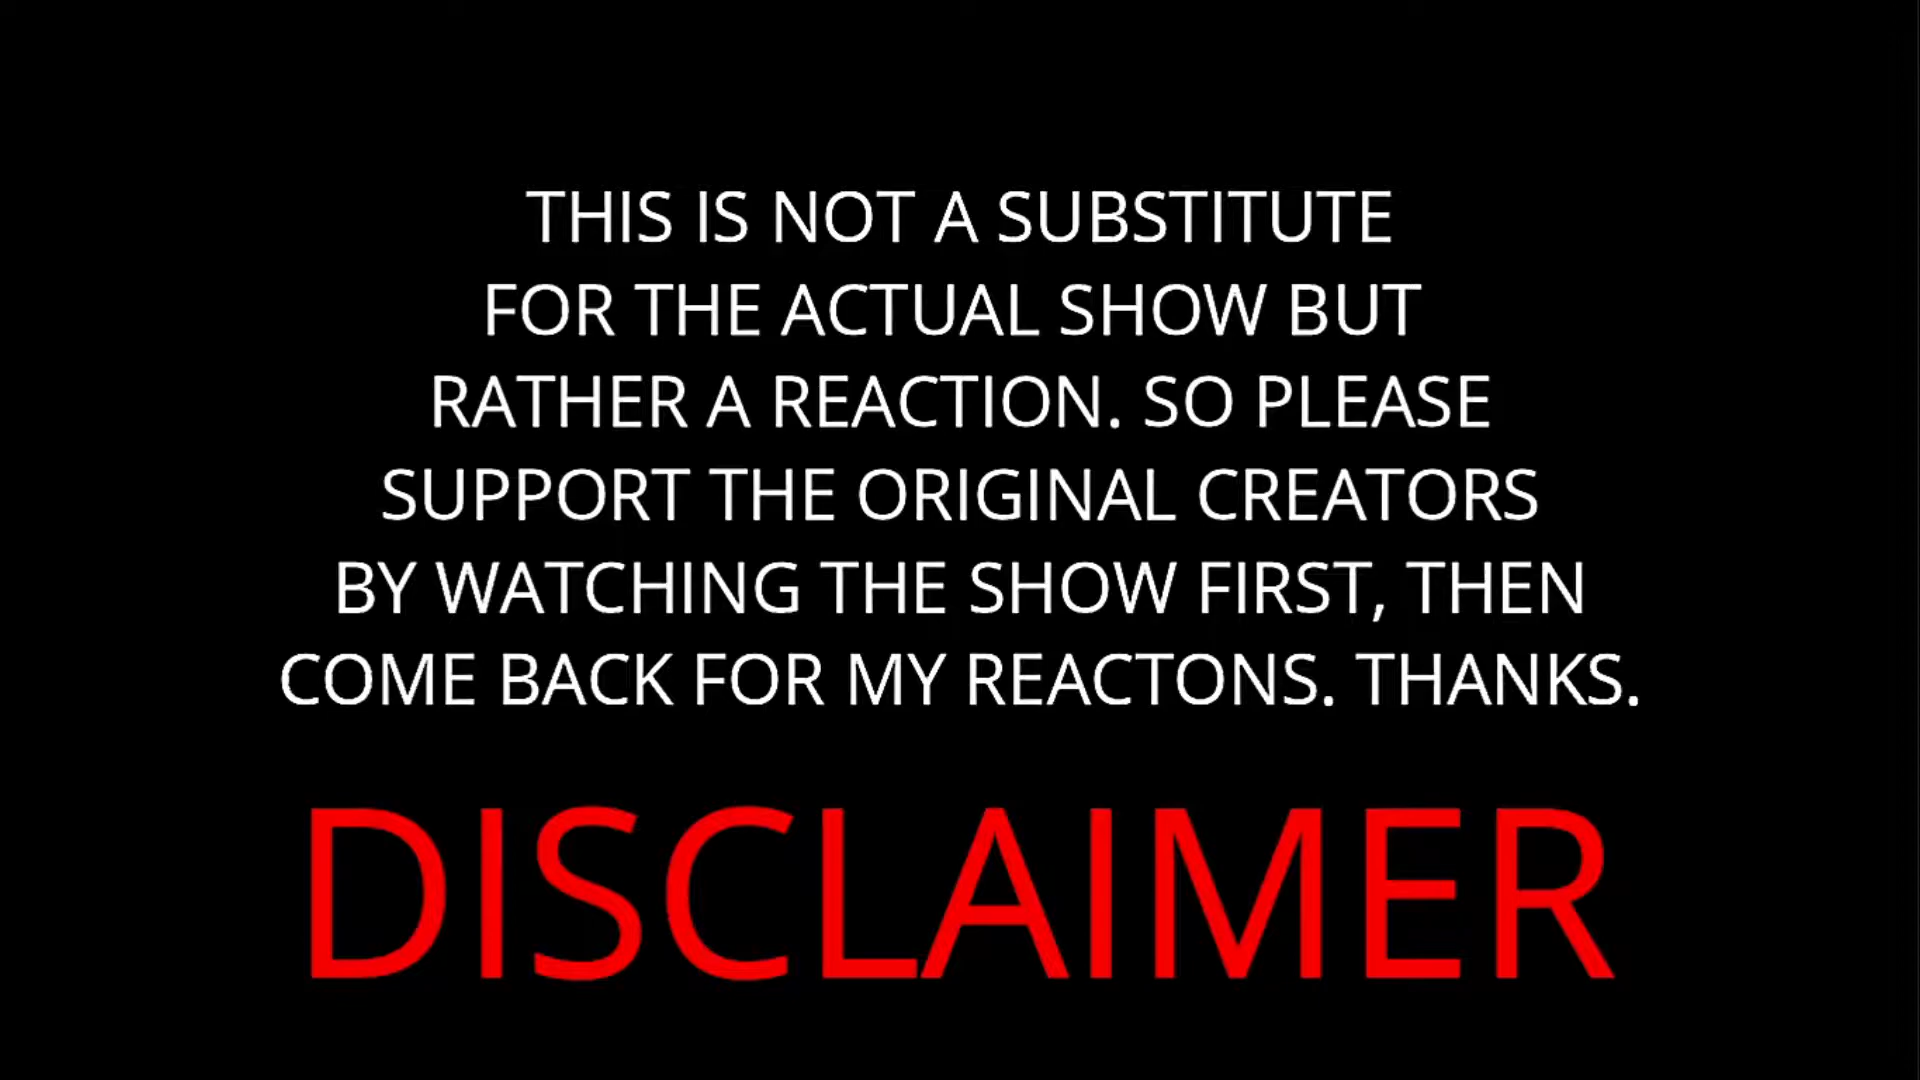 THIS IS NOT A SUBSTITUTE
FOR THE ACTUAL SHOW BUT
RATHER A REACTION. SO PLEASE
SUPPORT THE ORIGINAL CREATORS
BY WATCHING THE SHOW FIRST, THEN
COME BACK FOR MY REACTONS. THANKS.
DISCLAIMER